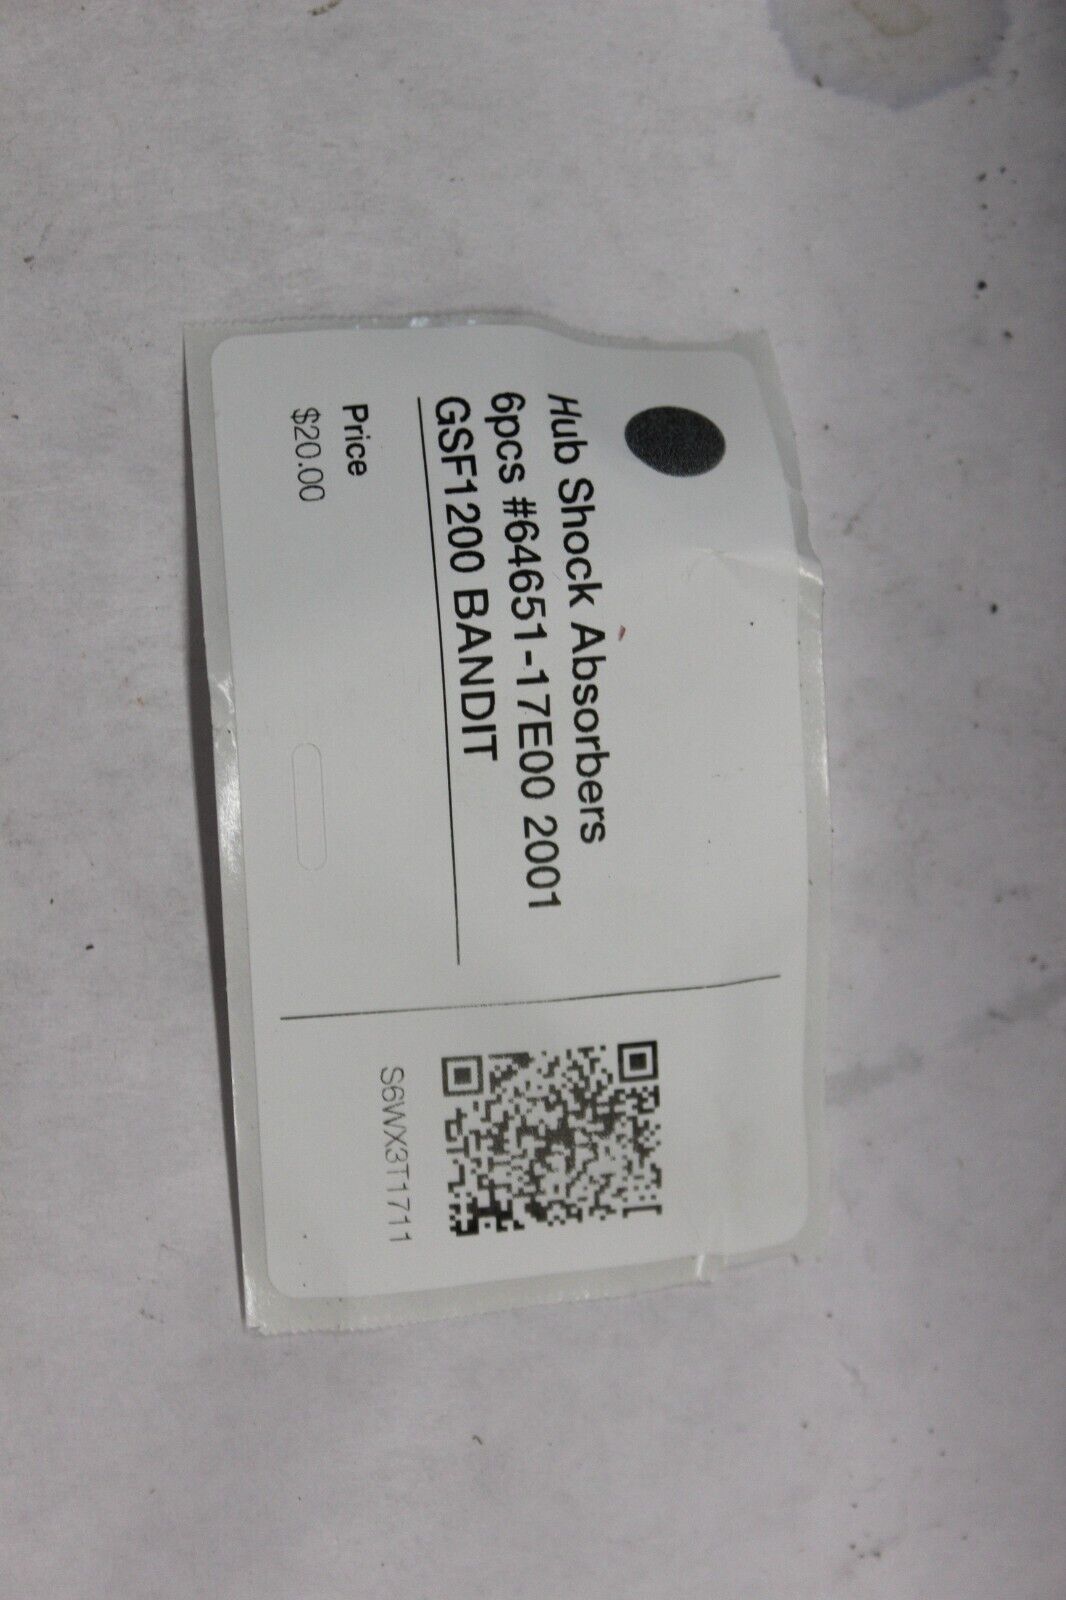 Hub Shock Absorbers
6pcs #64651-17E00 2001
GSF1200 BANDIT
Price
$20.00
S6WX3T1711